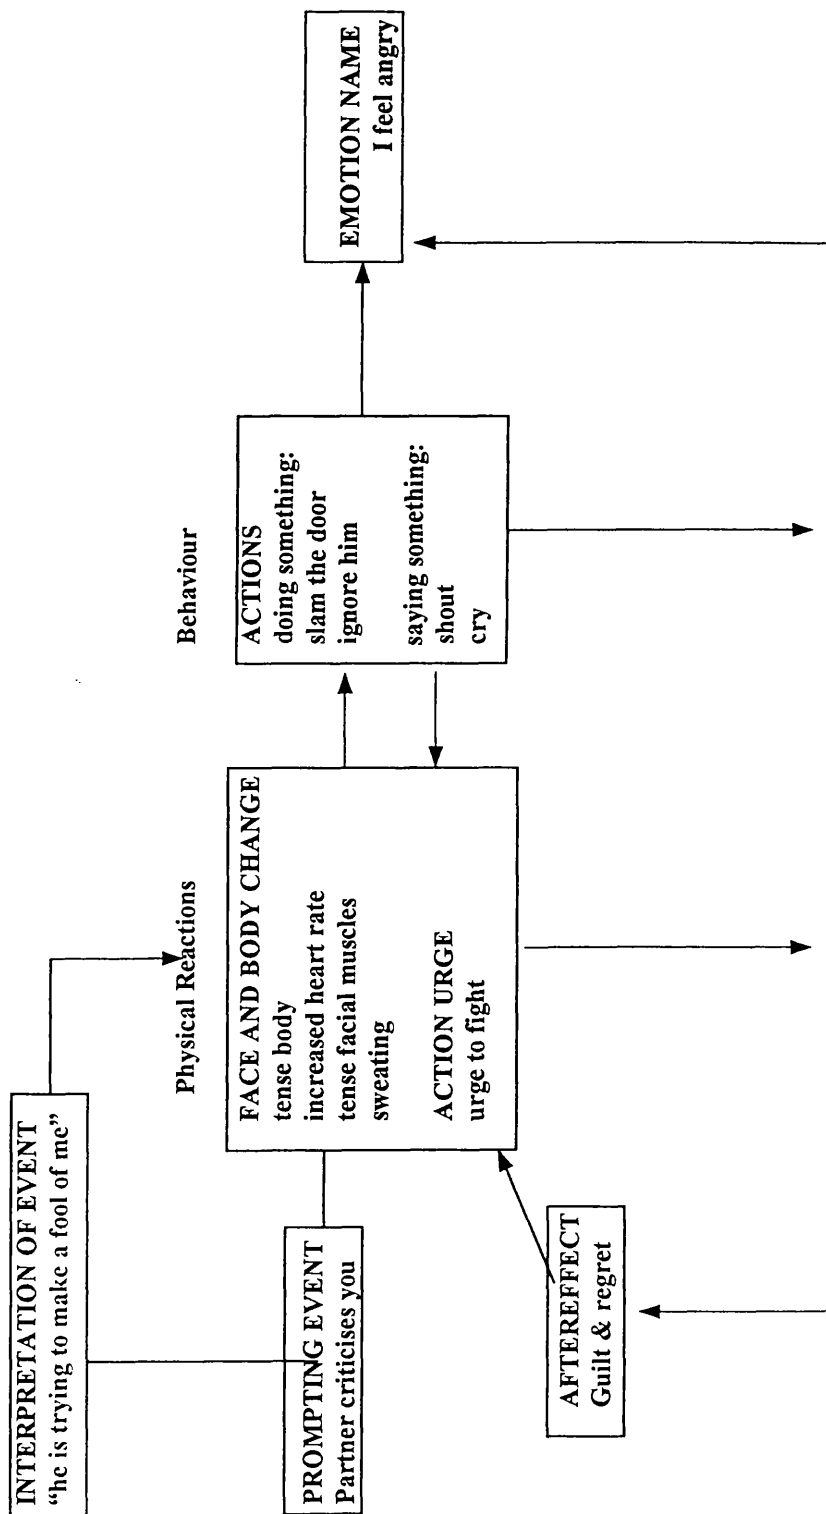 INTERPRETATION OF EVENT
“he is trying to make a fool of me”
PROMPTING EVENT
Partner criticises you
Physical Reactions
FACE AND BODY CHANGE
tense body
increased heart rate
tense facial muscles
sweating
ACTION URGE
urge to fight
AFTEREFFECT
Guilt & regret
Behaviour
ACTIONS
doing something:
slam the door
ignore him
saying something:
shout
cry
EMOTION NAME
I feel angry